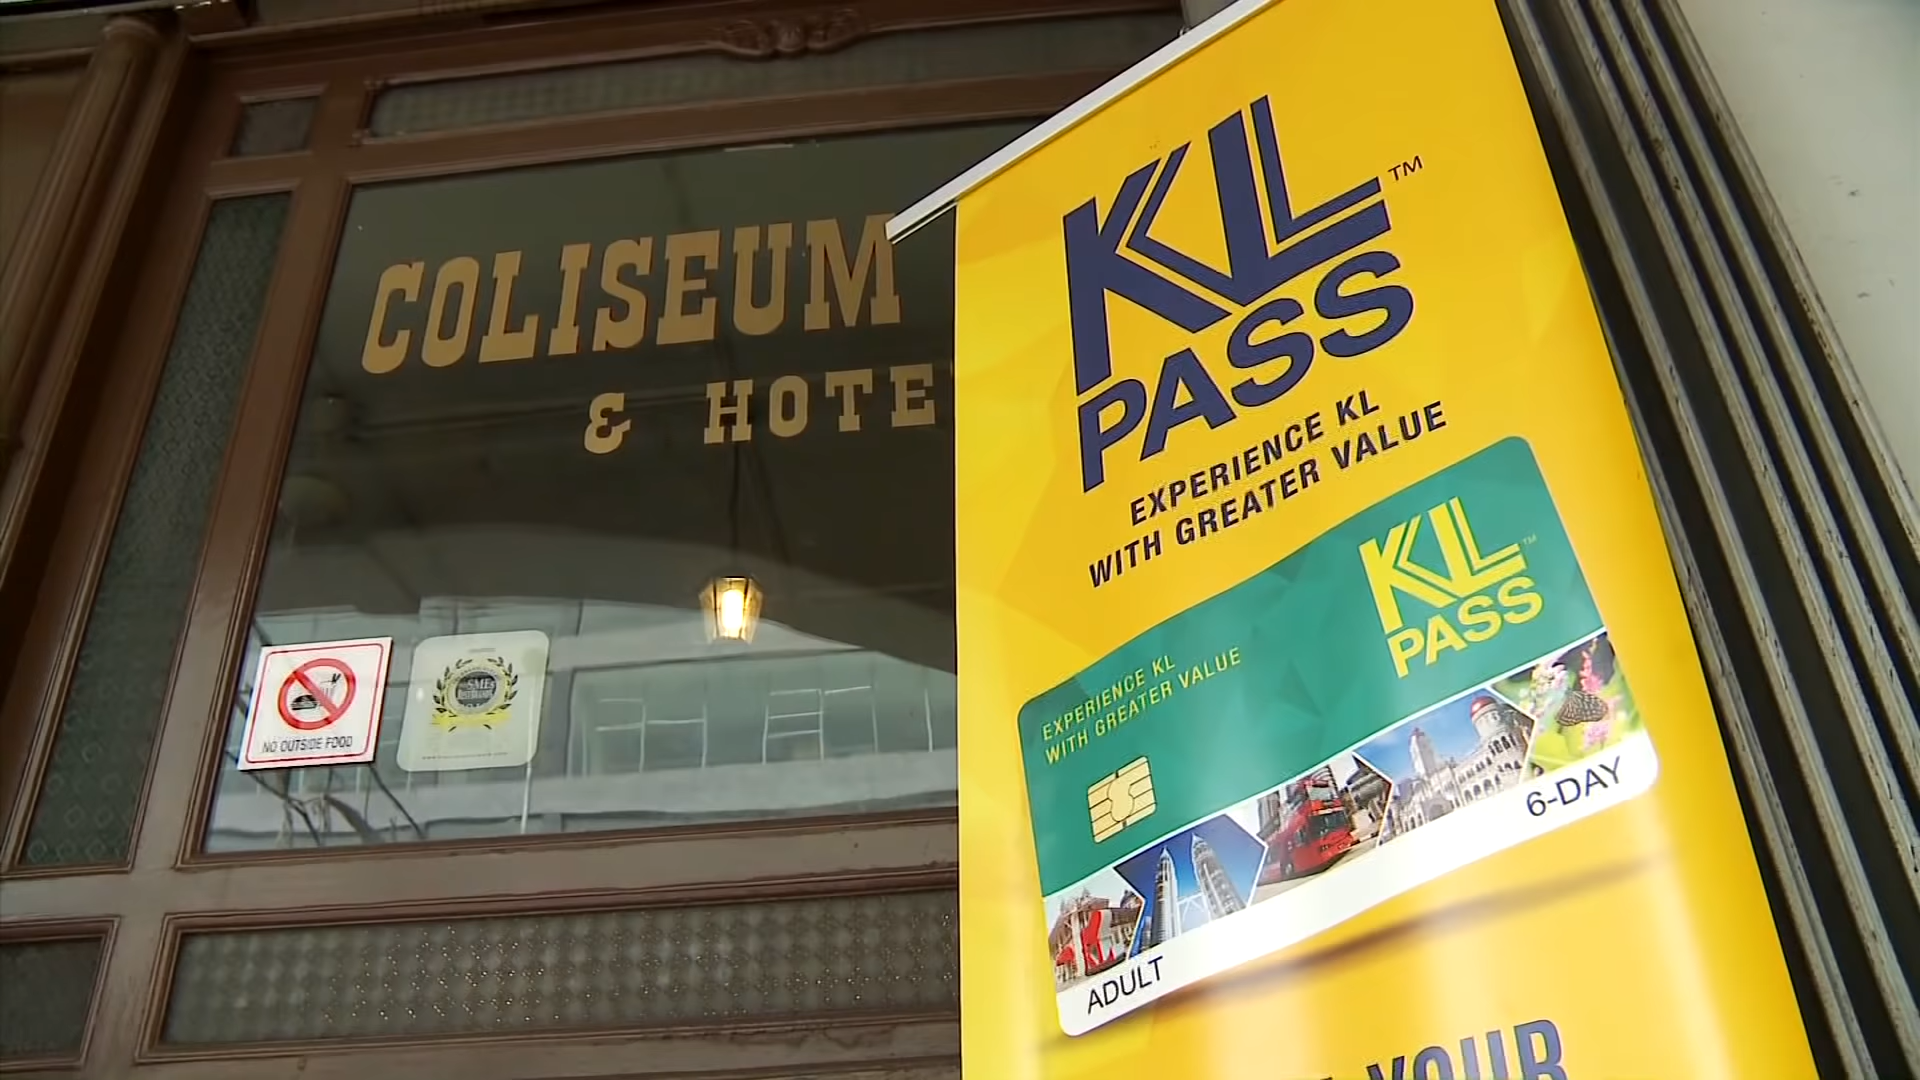 COLISEUM
& HOTE
NO OUTSIDE FOOD
SME
KL
PASS
TM
EXPERIENCE KL
WITH GREATER VALUE
KL
PASS
TM
EXPERIENCE KL
WITH GREATER VALUE
6-DAY
ADULT
YOUR